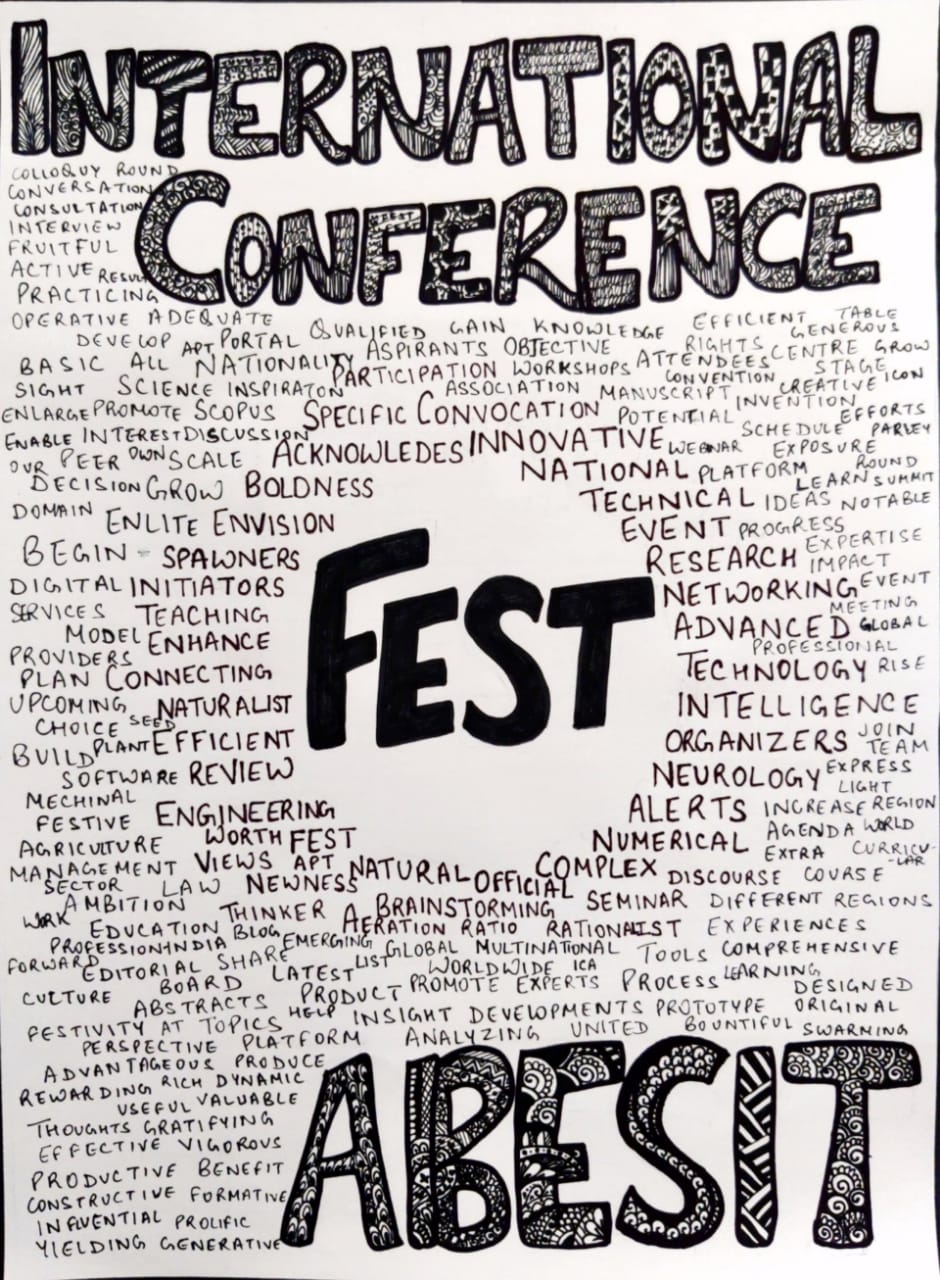 INTERNATIONAL
COLLOQUY ROUND
CONVERSATION
CONFERENCE
CONSULTATION
INTERVIEW
FRUITFUL
ACTIVE RESULT
PRACTICING
OPERATIVE ADEQUATE
DEVELOP APT PORTAL QUALIFIED GAIN KNOWLEDGE EFFICIENT TABLE
BASIC ALL NATIONALITY ASPIRANTS OBJECTIVE RIGHTS GENEROUS
PARTICIPATION WORKSHOPS ATTENDEES CENTRE GROW
SIGHT SCIENCE INSPIRATON ASSOCIATION CONVENTION STAGE
ENLARGE PROMOTE SCOPUS SPECIFIC CONVOCATION MANUSCRIPT CREATIVE ICON
POTENTIAL INVENTION EFFORTS
ENABLE INTEREST DISCUSSION ACKNOWLEDES INNOVATIVE WEBNAR SCHEDULE PARLEY
OUR PEER OWN SCALE NATIONAL PLATFORM EXPOSURE ROUND
DECISION GROW BOLDNESS TECHNICAL IDEAS LEARN SUMMIT
DOMAIN ENLITE ENVISION EVENT PROGRESS NOTABLE
BEGIN SPAWNERS RESEARCH EXPERTISE
IMPACT
DIGITAL INITIATORS NETWORKING EVENT
SERVICES TEACHING ADVANCED MEETING
GLOBAL
MODEL ENHANCE PROFESSIONAL
PROVIDERS TECHNOLOGY RISE
PLAN CONNECTING
UPCOMING NATURALIST INTELLIGENCE
FEST
CHOICE SEED ORGANIZERS JOIN
BUILD PLANT EFFICIENT TEAM
SOFTWARE REVIEW NEUROLOGY EXPRESS
MECHINAL LIGHT
FESTIVE ENGINEERING ALERTS INCREASE REGION
AGRICULTURE WORTH FEST NUMERICAL AGENDA WORLD
MANAGEMENT VIEWS APT NATURAL COMPLEX EXTRA CURRICU-
-LAR
SECTOR LAW NEWNESS OFFICIAL DISCOURSE COURSE
AMBITION THINKER A BRAINSTORMING SEMINAR DIFFERENT REGIONS
WORK EDUCATION BLOG AERATION RATIO RATIONALIST EXPERIENCES
PROFESSION INDIA EMERGING GLOBAL MULTINATIONAL TOOLS COMPREHENSIVE
FORWARD EDITORIAL SHARE LIST WORLDWIDE ICA LEARNING
CULTURE BOARD LATEST PROMOTE EXPERTS PROCESS DESIGNED
ABSTRACTS PRODUCT
FESTIVITY AT TOPICS HELP INSIGHT DEVELOPMENTS PROTOTYPE ORIGINAL
PERSPECTIVE PLATFORM ANALYZING UNITED BOUNTIFUL SWARMING
ADVANTAGEOUS PRODUCE
REWARDING RICH DYNAMIC
USEFUL VALUABLE
THOUGHTS GRATIFYING
EFFECTIVE VIGOROUS
ABESIT
PRODUCTIVE BENEFIT
CONSTRUCTIVE FORMATIVE
INFLUENTIAL PROLIFIC
YIELDING GENERATIVE